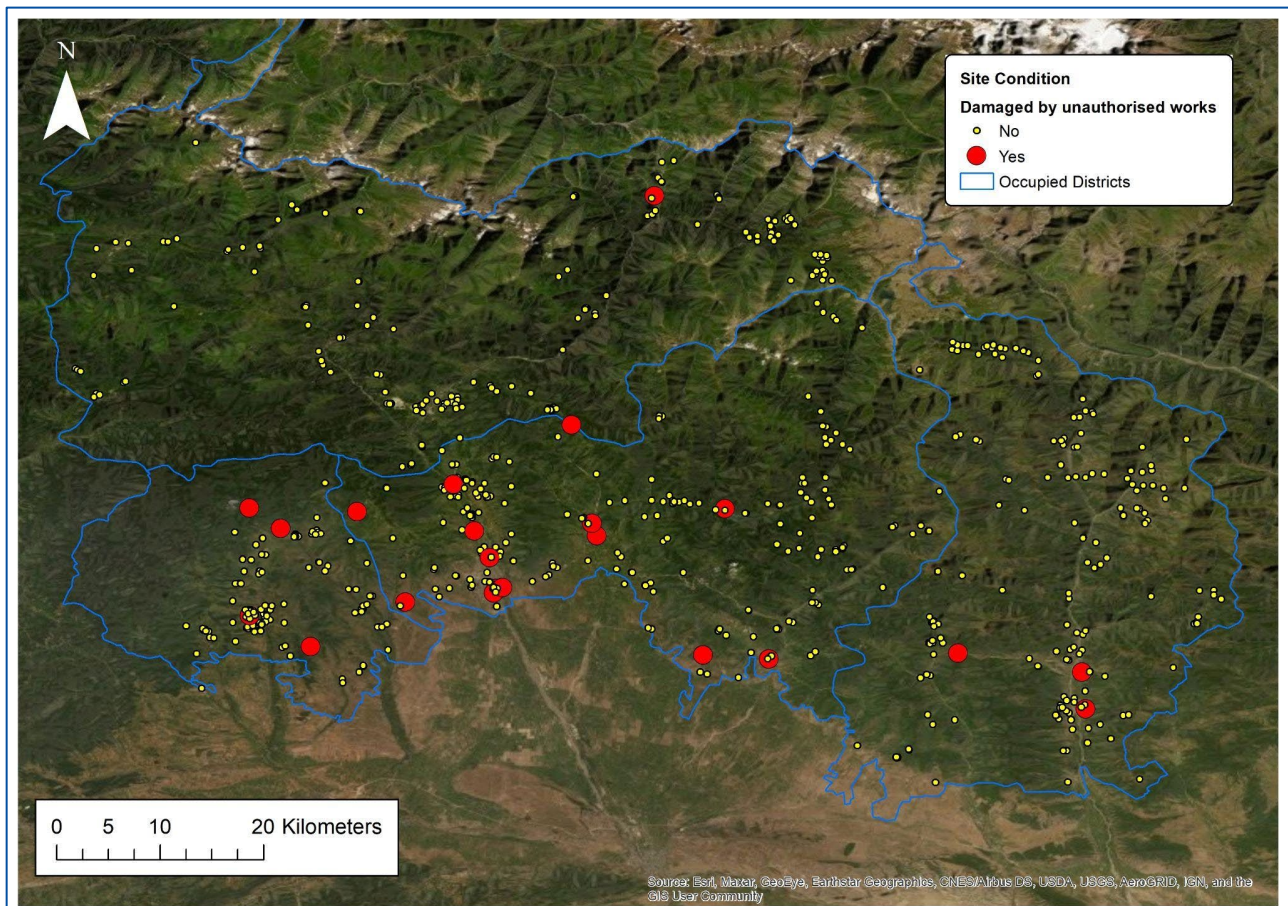 N
Site Condition
Damaged by unauthorised works
No
Yes
Occupied Districts
0 5 10 20 Kilometers
Source: Esri, Maxar, GeoEye, Earthstar Geographics, CNES/Airbus DS, USDA, USGS, AeroGRID, IGN, and the
GIS User Community